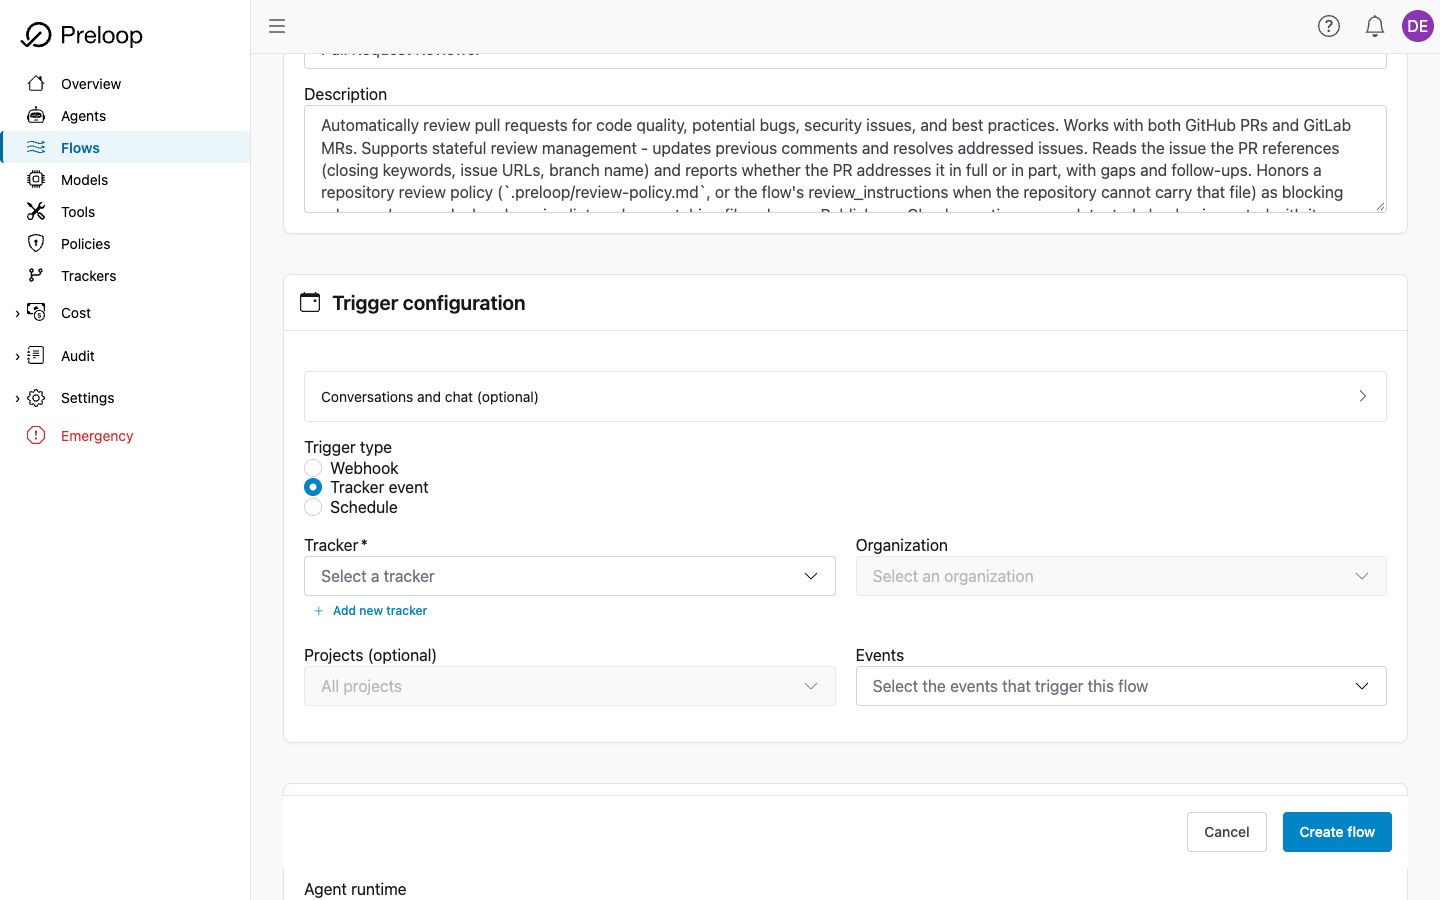 Preloop
DE
Overview
Agents
Flows
Models
Tools
Policies
Trackers
Cost
Audit
Settings
Emergency
Description
Automatically review pull requests for code quality, potential bugs, security issues, and best practices. Works with both GitHub PRs and GitLab
MRs. Supports stateful review management - updates previous comments and resolves addressed issues. Reads the issue the PR references
(closing keywords, issue URLs, branch name) and reports whether the PR addresses it in full or in part, with gaps and follow-ups. Honors a
repository review policy (`.preloop/review-policy.md`, or the flow's review_instructions when the repository cannot carry that file) as blocking
Trigger configuration
Conversations and chat (optional)
Trigger type
Webhook
Tracker event
Schedule
Tracker*
Organization
Select a tracker
Select an organization
+ Add new tracker
Projects (optional)
Events
All projects
Select the events that trigger this flow
Cancel
Create flow
Agent runtime